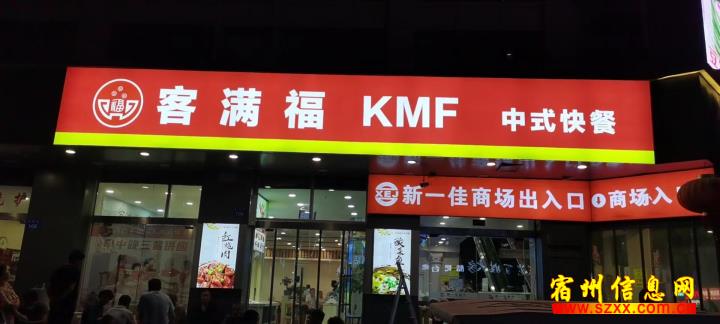 福
客满福 KMF 中式快餐
XEJ 新一佳商场出入口 商场入
红烧肉
宿州信息网
www.szxx.com.cn